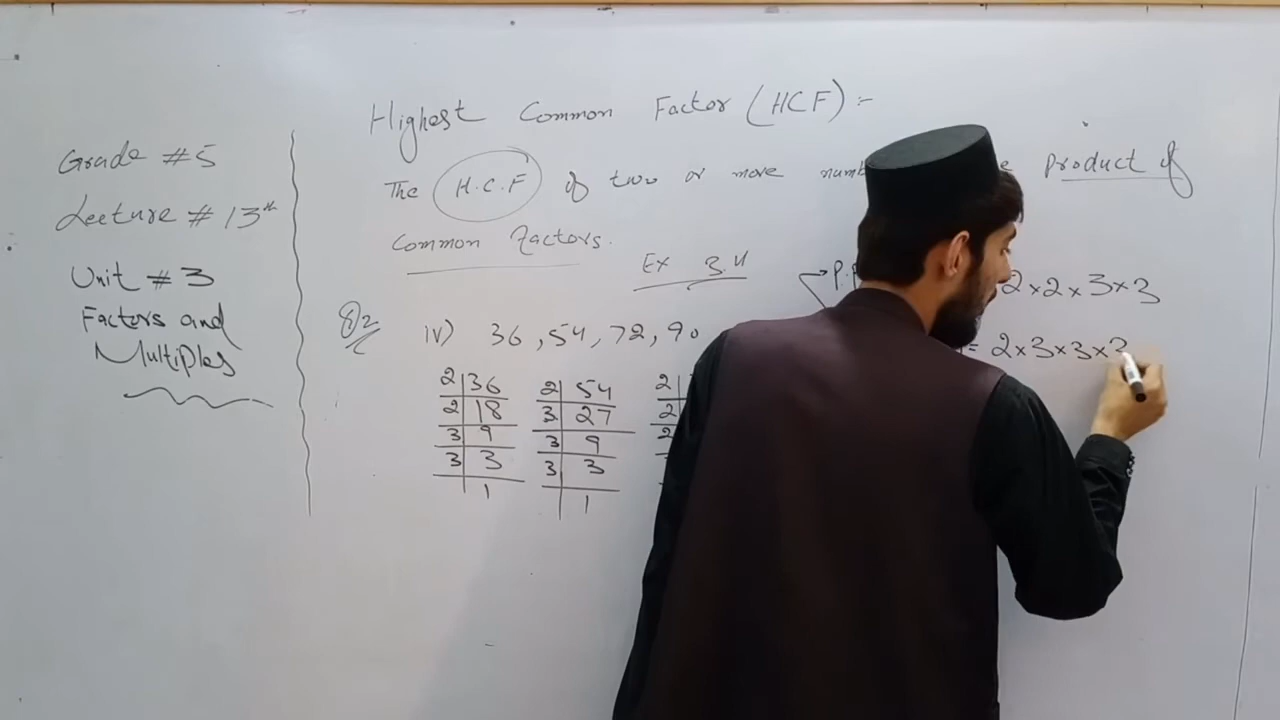 Highest Common Factor (HCF) :-
The H.C.F of two or more product of
Common Factors.
Ex 3.4
Grade #5
Lecture # 13th
Unit # 3
Factors and
Multiples
Q2 iv) 36, 54, 72, 90
2 36
2 18
3 9
3 3
1
2 54
3 27
3 9
3 3
1
2
2
2
2×2×3×3
= 2×3×3×3